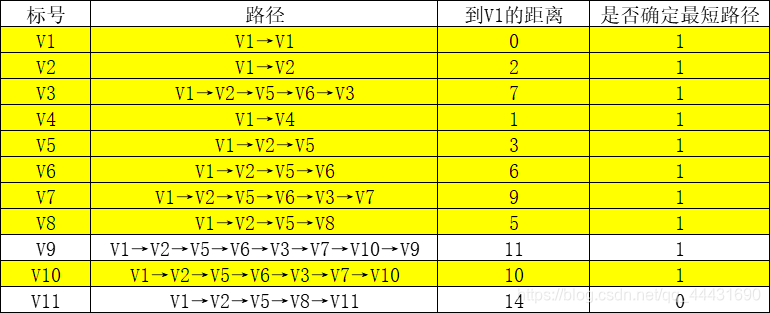 标号 路径 到V1的距离 是否确定最短路径
V1 V1→V1 0 1
V2 V1→V2 2 1
V3 V1→V2→V5→V6→V3 7 1
V4 V1→V4 1 1
V5 V1→V2→V5 3 1
V6 V1→V2→V5→V6 6 1
V7 V1→V2→V5→V6→V3→V7 9 1
V8 V1→V2→V5→V8 5 1
V9 V1→V2→V5→V6→V3→V7→V10→V9 11 1
V10 V1→V2→V5→V6→V3→V7→V10 10 1
V11 V1→V2→V5→V8→V11 14 0
https://blog.csdn.net/qq_44431690